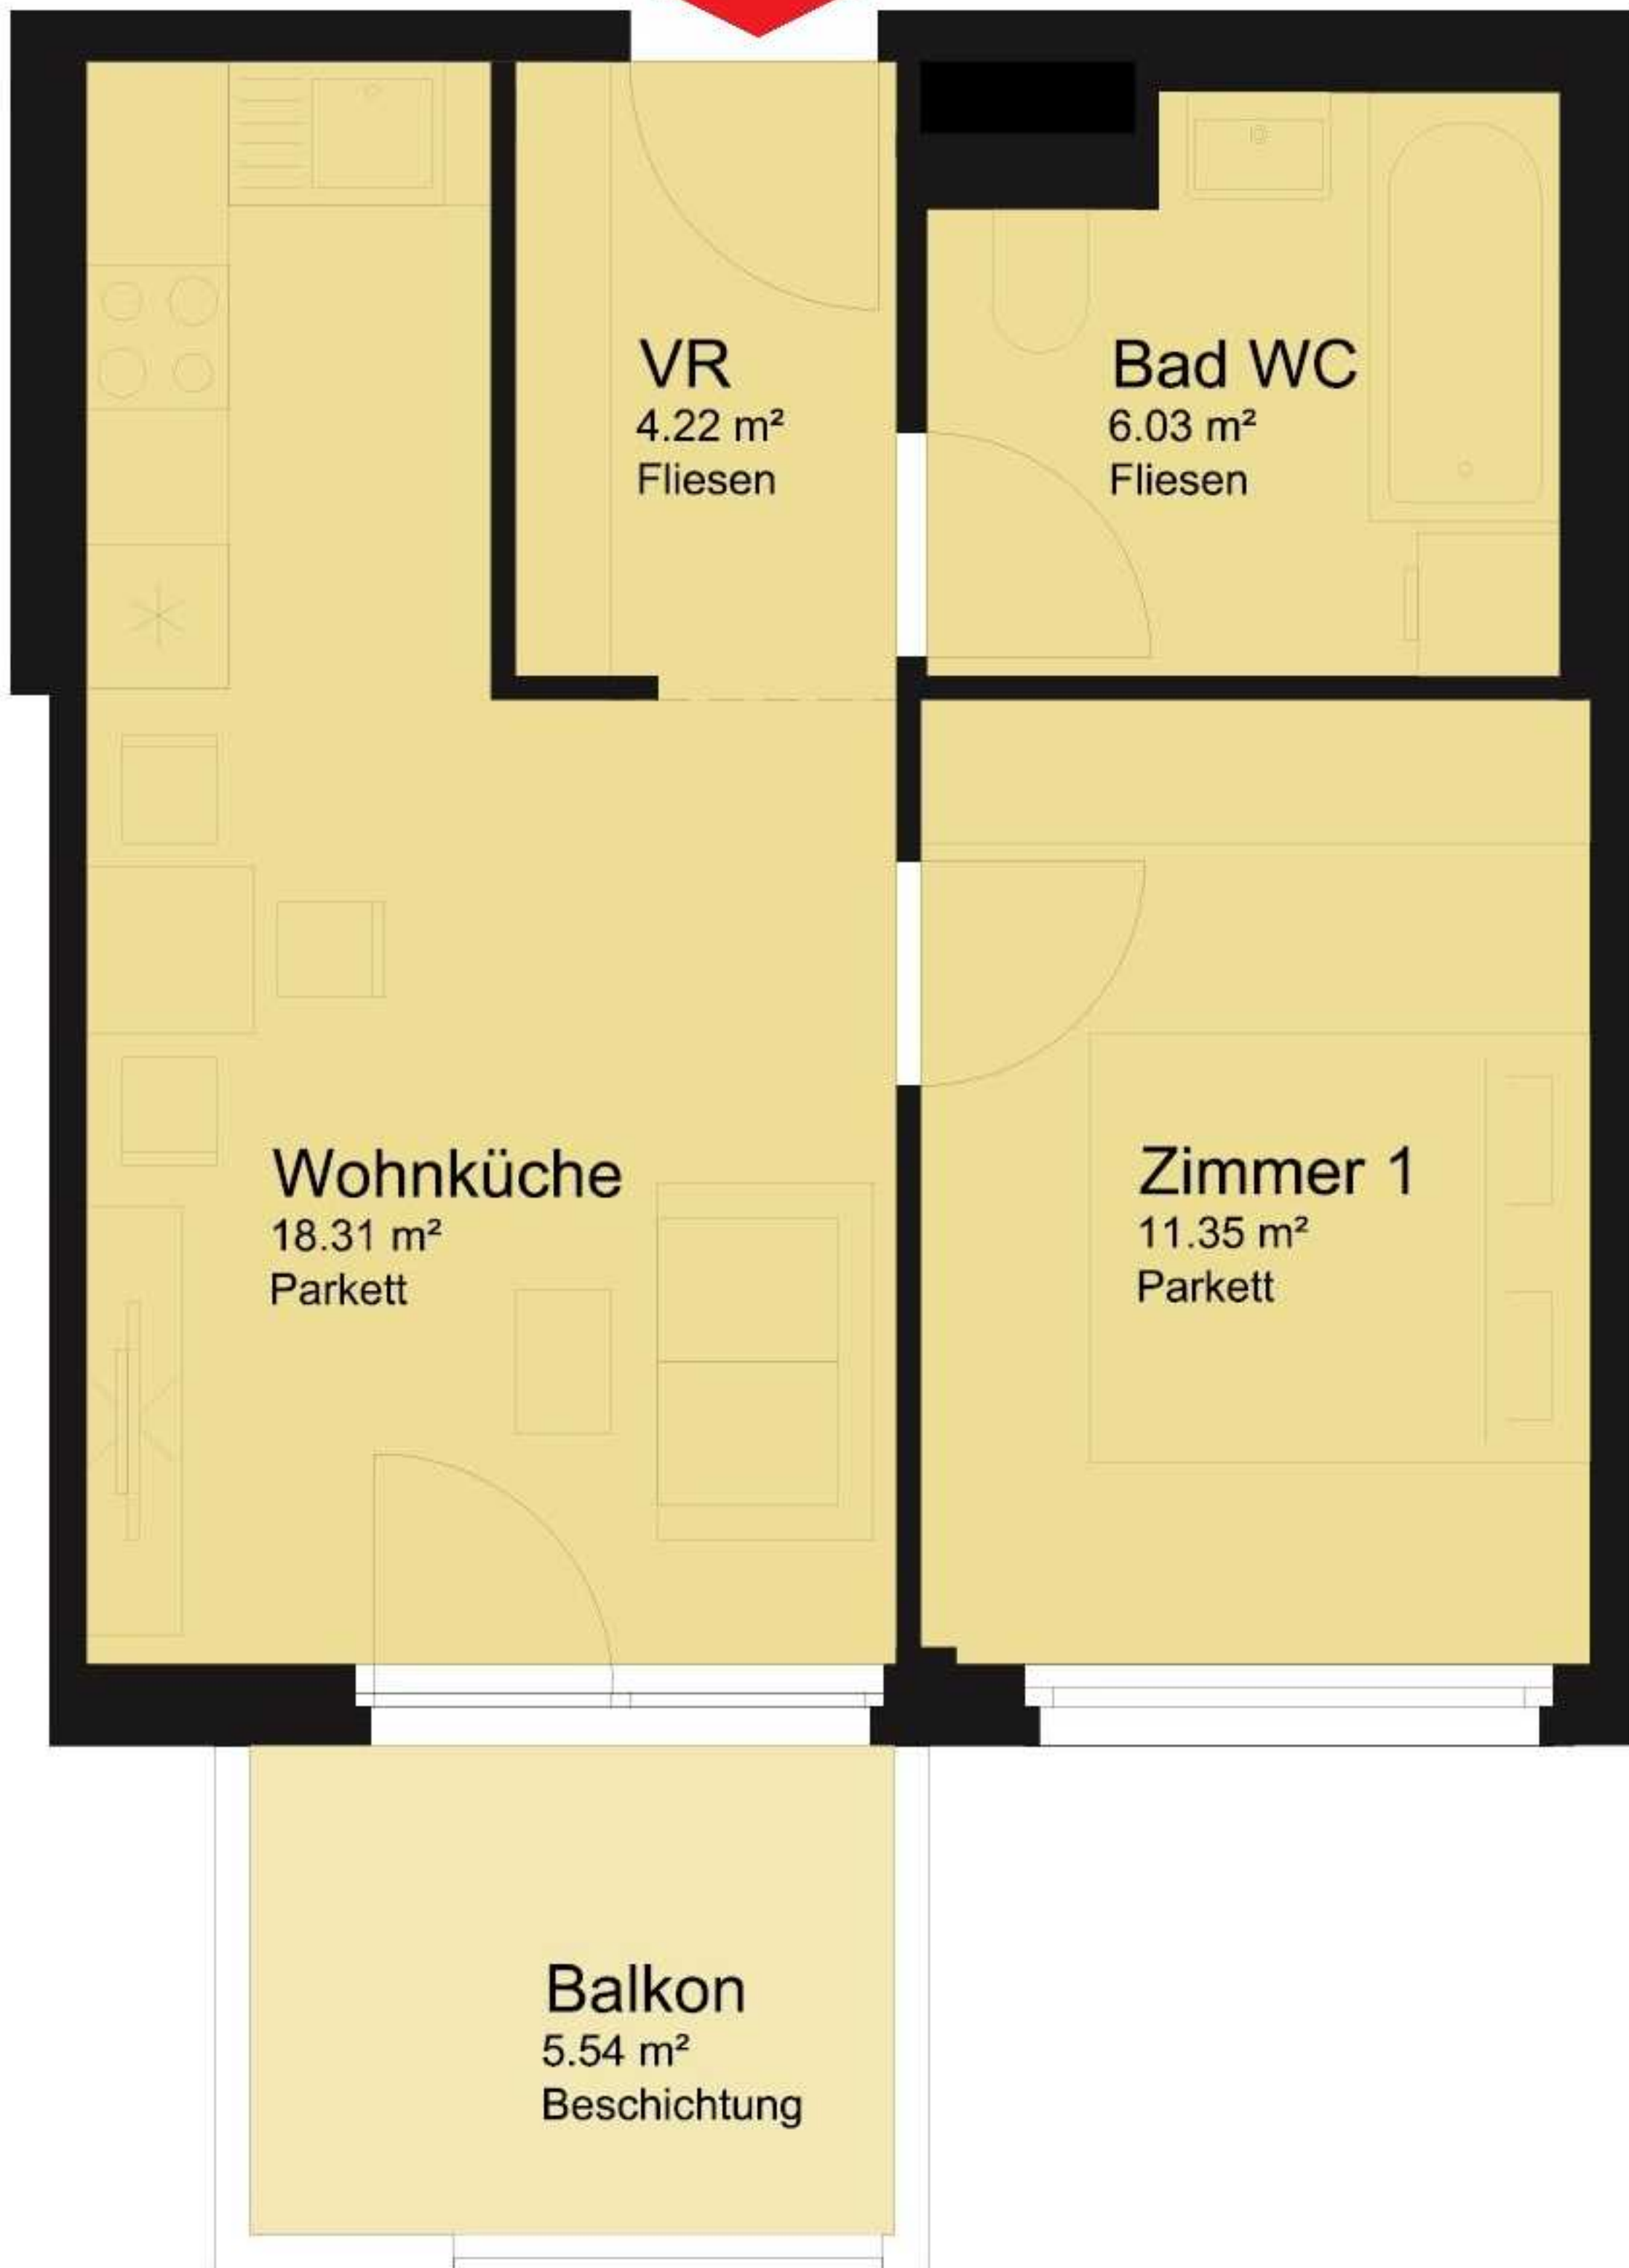 VR
4.22 m²
Fliesen
Bad WC
6.03 m²
Fliesen
Wohnküche
18.31 m²
Parkett
Zimmer 1
11.35 m²
Parkett
Balkon
5.54 m²
Beschichtung